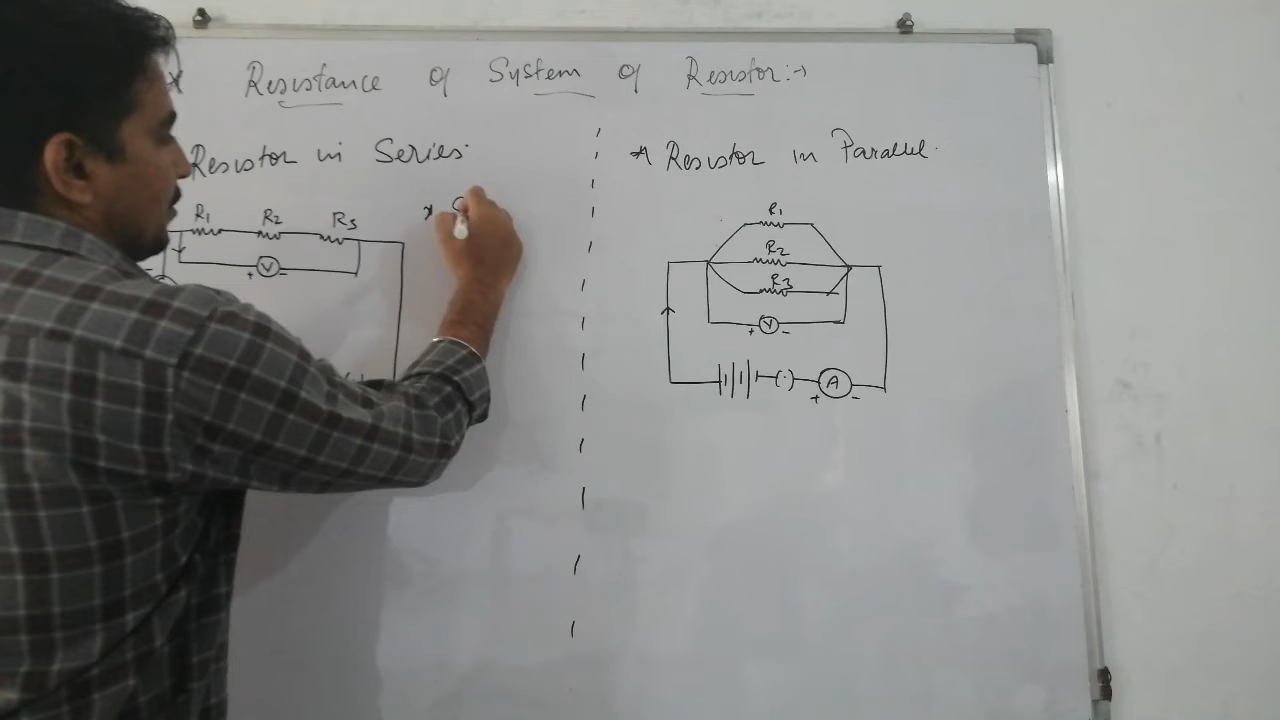 Resistance of System of Resistor:→
Resistor in Series.
R1 R2 R3
+ V -
Resistor in Parallel.
R1
R2
R3
+ V -
A
+ -